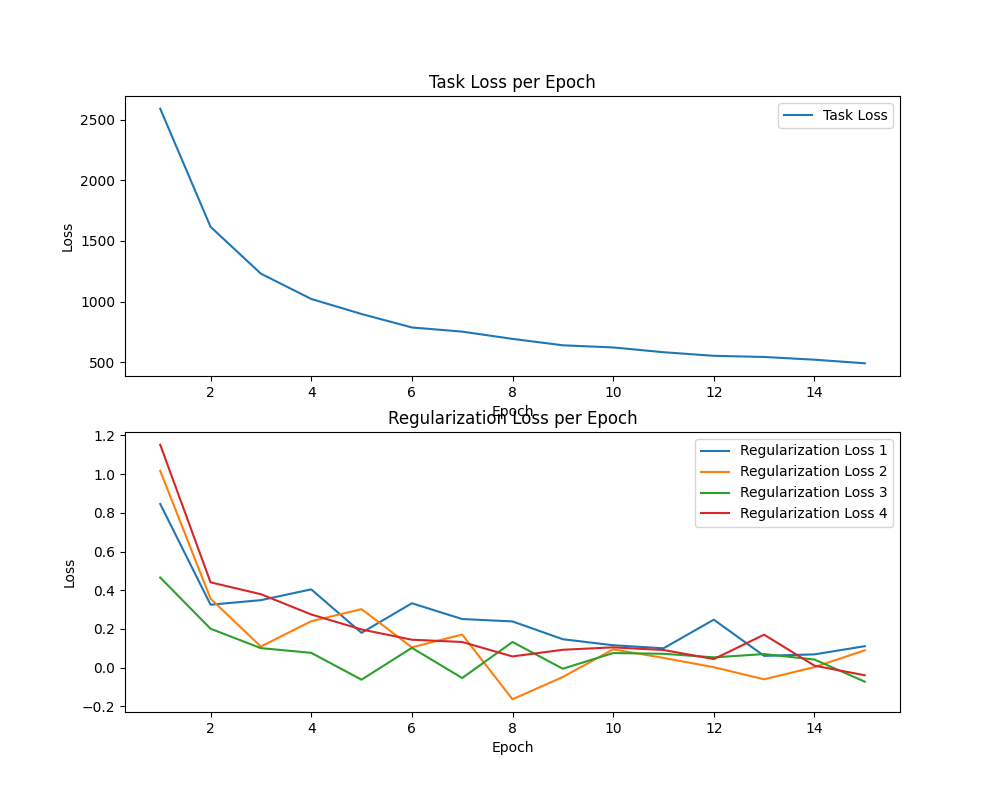 Task Loss per Epoch
Task Loss
Loss
2500
2000
1500
1000
500
2 4 6 8 10 12 14
Epoch
Regularization Loss per Epoch
Regularization Loss 1
Regularization Loss 2
Regularization Loss 3
Regularization Loss 4
Loss
1.2
1.0
0.8
0.6
0.4
0.2
0.0
−0.2
2 4 6 8 10 12 14
Epoch